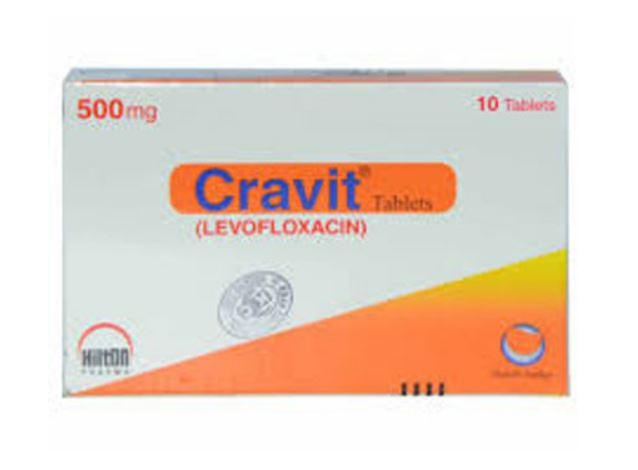 500mg
10 Tablets
Cravit® Tablets
(LEVOFLOXACIN)
HILTON
PHARMA